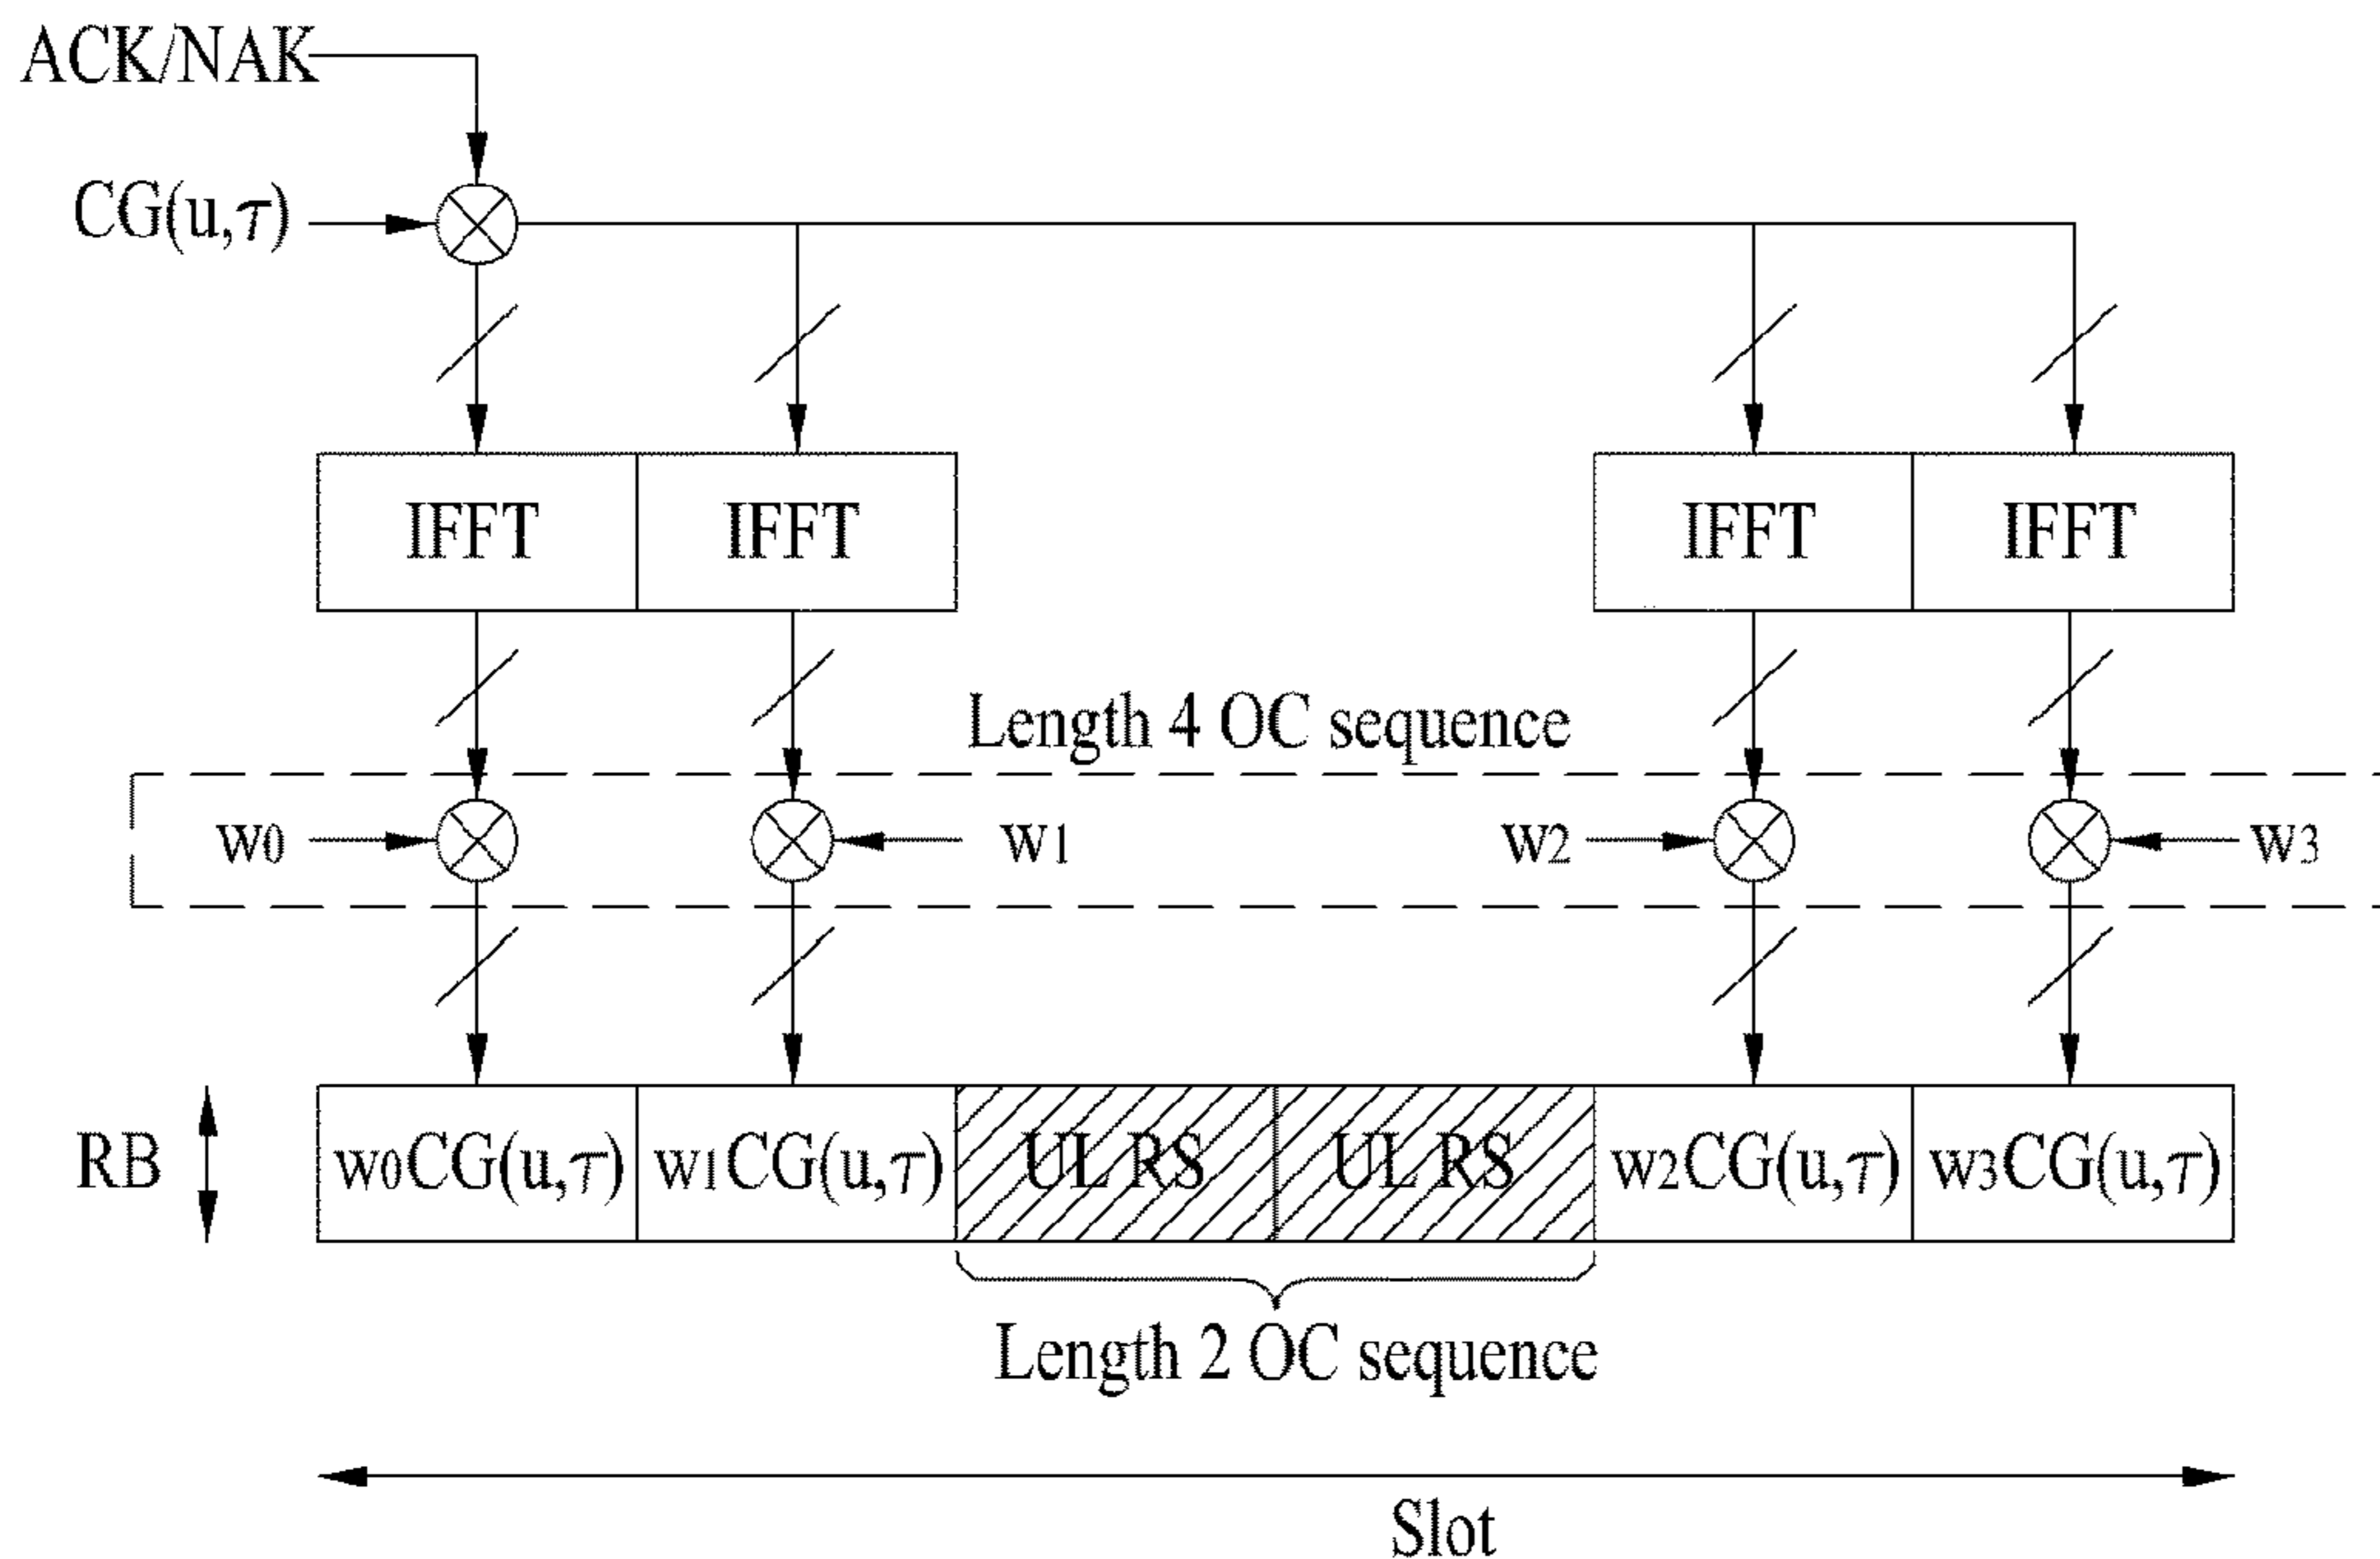 ACK/NAK
CG(u,τ)
IFFT IFFT IFFT IFFT
Length 4 OC sequence
w0 w1 w2 w3
RB w0CG(u,τ) w1CG(u,τ) UL RS UL RS w2CG(u,τ) w3CG(u,τ)
Length 2 OC sequence
Slot